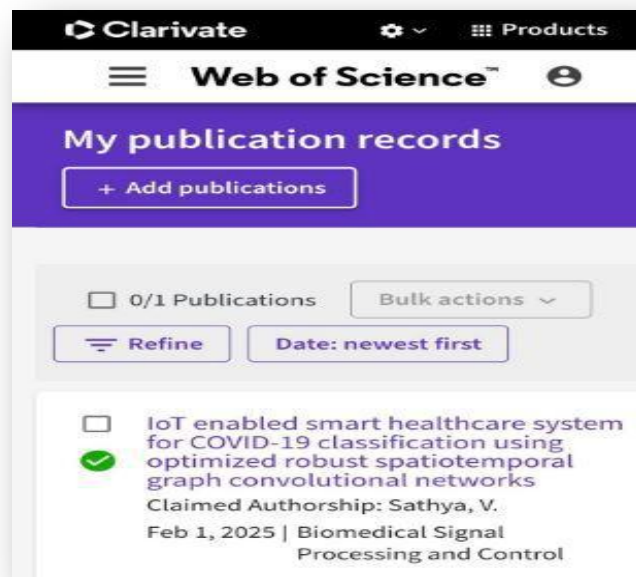 Clarivate Products
Web of Science™
My publication records
+ Add publications
0/1 Publications Bulk actions
Refine Date: newest first
IoT enabled smart healthcare system
for COVID-19 classification using
optimized robust spatiotemporal
graph convolutional networks
Claimed Authorship: Sathya, V.
Feb 1, 2025 | Biomedical Signal
Processing and Control